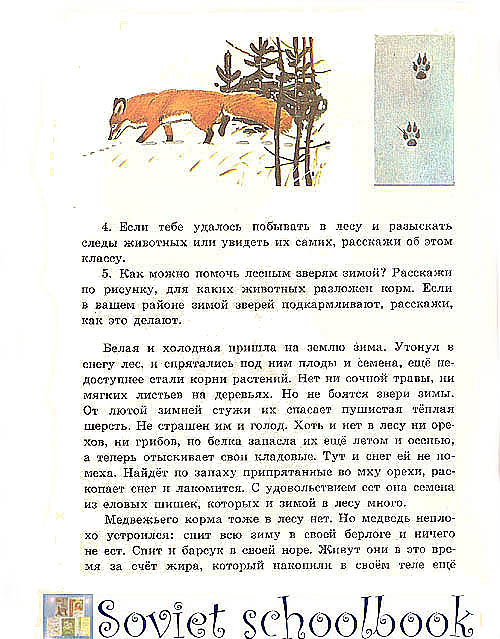 4. Если тебе удалось побывать в лесу и разыскать
следы животных или увидеть их самих, расскажи об этом
классу.
5. Как можно помочь лесным зверям зимой? Расскажи
по рисунку, для каких животных разложен корм. Если
в вашем районе зимой зверей подкармливают, расскажи,
как это делают.
Белая и холодная пришла на землю зима. Утонул в
снегу лес, и спрятались под ним плоды и семена, ещё не-
доступнее стали корни растений. Нет ни сочной травы, ни
мягких листьев на деревьях. Но не боятся звери зимы.
От лютой зимней стужи их спасает пушистая тёплая
шерсть. Не страшен им и голод. Хоть и нет в лесу ни оре-
хов, ни грибов, но белка запасла их ещё летом и осенью,
а теперь отыскивает свои кладовые. Тут и снег ей не по-
меха. Найдёт по запаху припрятанные во мху орехи, рас-
копает снег и лакомится. С удовольствием ест она семена
из еловых шишек, которых и зимой в лесу много.
Медвежьего корма тоже в лесу нет. Но медведь непло-
хо устроился: спит всю зиму в своей берлоге и ничего
не ест. Спит и барсук в своей норе. Живут они в это вре-
мя за счёт жира, который накопили в своём теле ещё
Soviet schoolbook